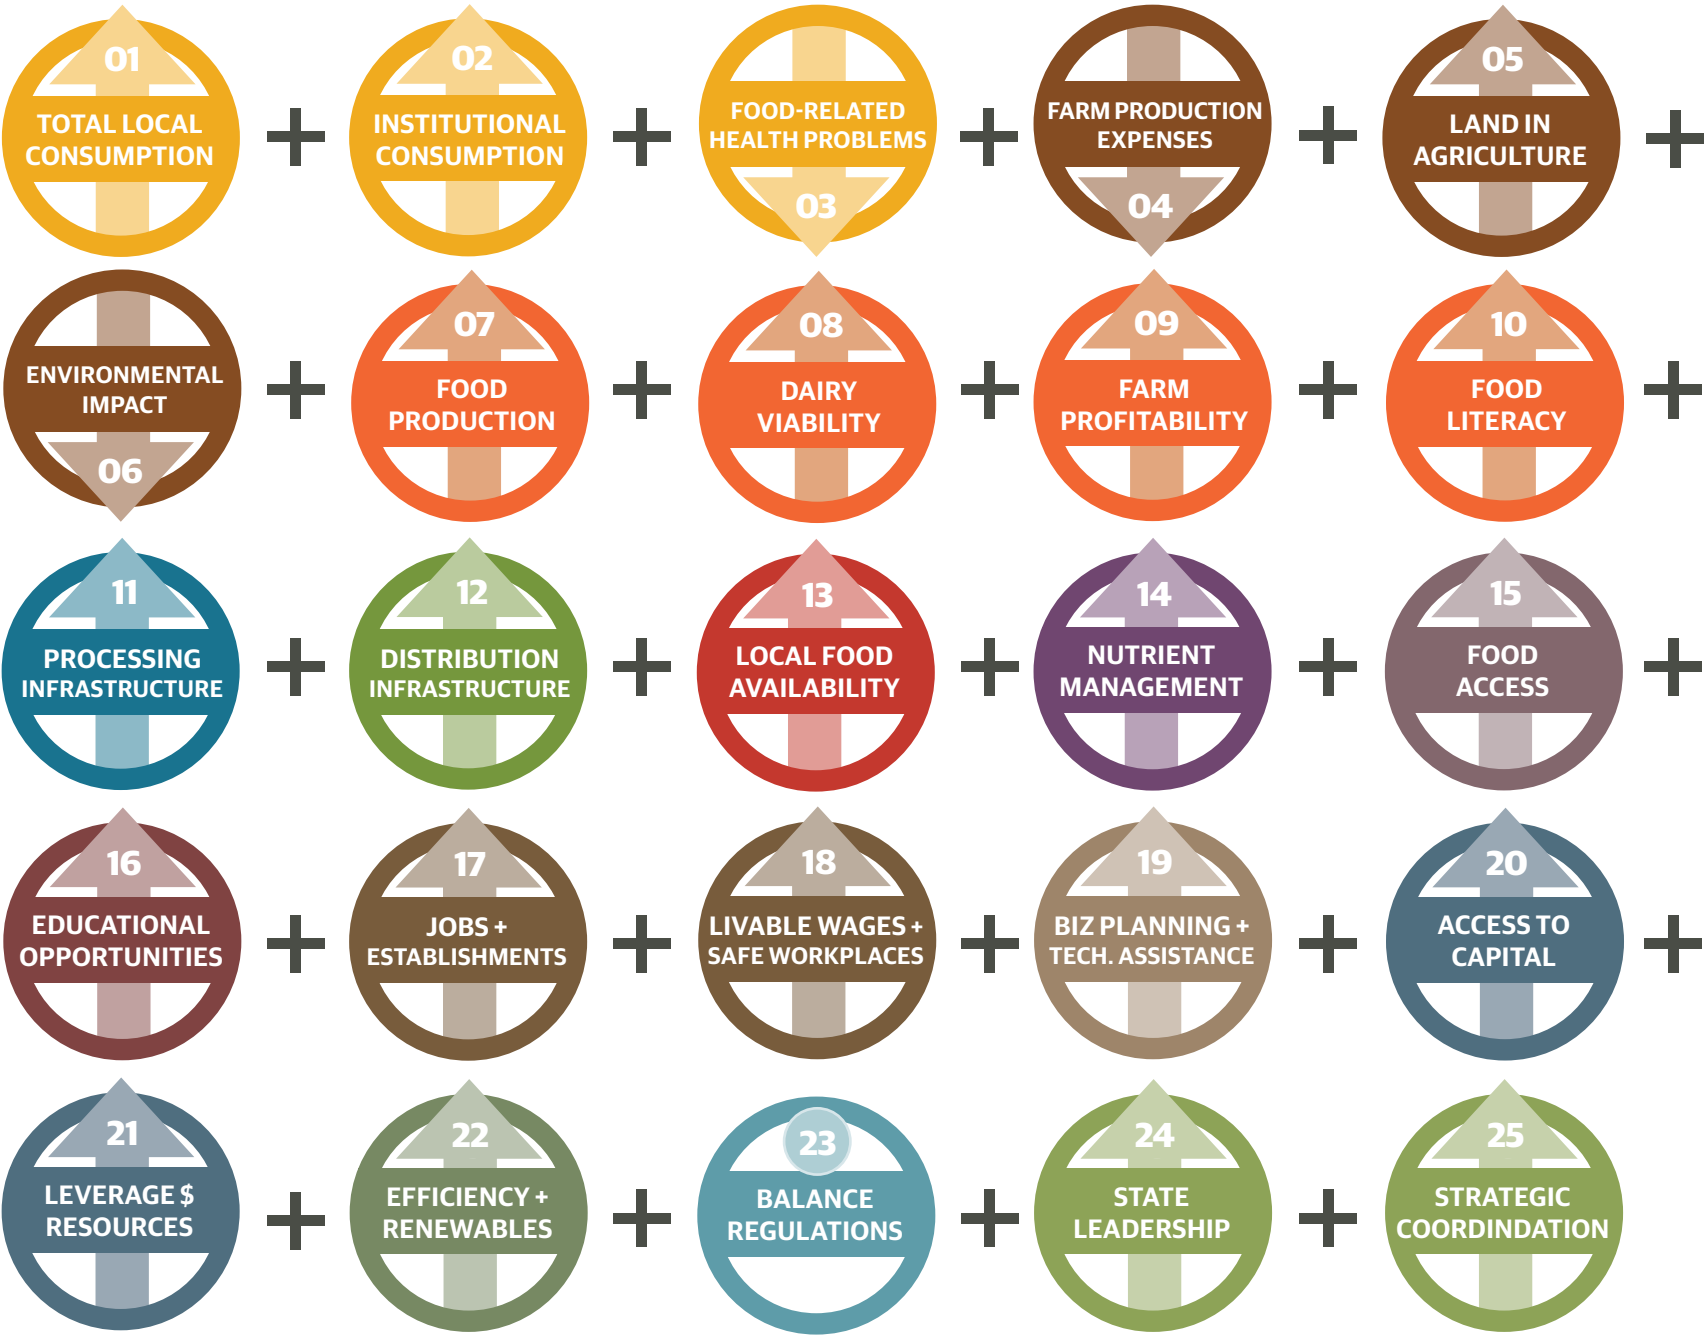 01
TOTAL LOCAL
CONSUMPTION
+
02
INSTITUTIONAL
CONSUMPTION
+
FOOD-RELATED
HEALTH PROBLEMS
03
+
FARM PRODUCTION
EXPENSES
04
+
05
LAND IN
AGRICULTURE
+
ENVIRONMENTAL
IMPACT
06
+
07
FOOD
PRODUCTION
+
08
DAIRY
VIABILITY
+
09
FARM
PROFITABILITY
+
10
FOOD
LITERACY
+
11
PROCESSING
INFRASTRUCTURE
+
12
DISTRIBUTION
INFRASTRUCTURE
+
13
LOCAL FOOD
AVAILABILITY
+
14
NUTRIENT
MANAGEMENT
+
15
FOOD
ACCESS
+
16
EDUCATIONAL
OPPORTUNITIES
+
17
JOBS +
ESTABLISHMENTS
+
18
LIVABLE WAGES +
SAFE WORKPLACES
+
19
BIZ PLANNING +
TECH. ASSISTANCE
+
20
ACCESS TO
CAPITAL
+
21
LEVERAGE $
RESOURCES
+
22
EFFICIENCY +
RENEWABLES
+
23
BALANCE
REGULATIONS
+
24
STATE
LEADERSHIP
+
25
STRATEGIC
COORDINDATION